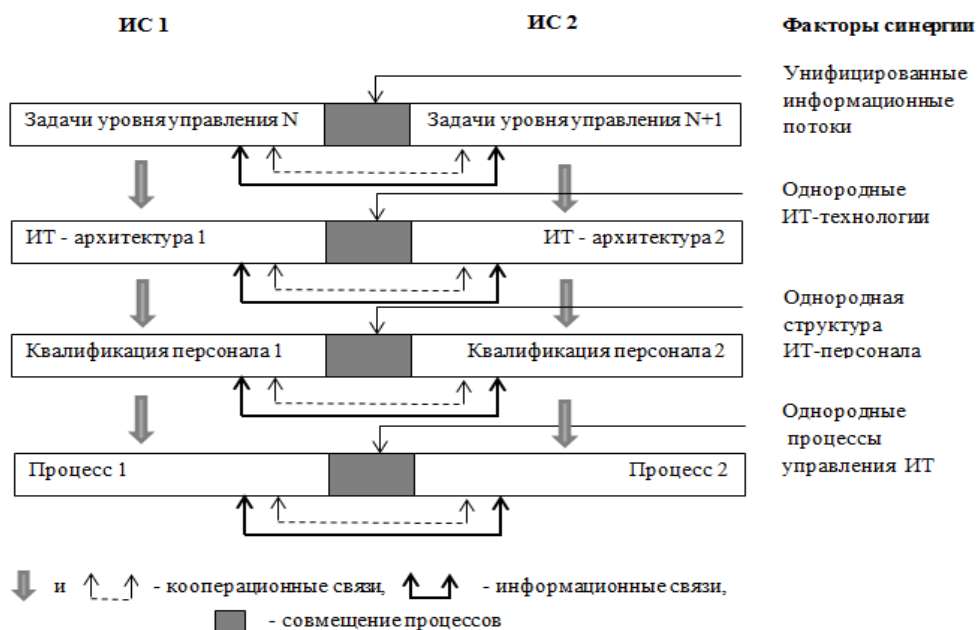 ИС 1
ИС 2
Факторы синергии
Унифицированные
информационные
потоки
Задачи уровня управления N
Задачи уровня управления N+1
Однородные
ИТ-технологии
ИТ - архитектура 1
ИТ - архитектура 2
Однородная
структура
ИТ-персонала
Квалификация персонала 1
Квалификация персонала 2
Однородные
процессы
управления ИТ
Процесс 1
Процесс 2
и - кооперационные связи, - информационные связи,
- совмещение процессов